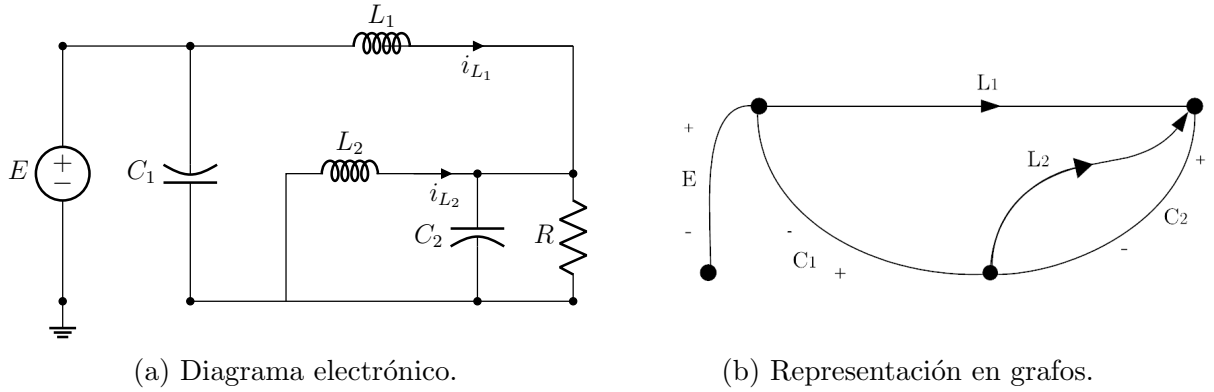 L1
iL1
E
+
−
C1
L2
iL2
C2
R
(a) Diagrama electrónico.
L1
+
E
-
L2
+
C2
-
-
C1
+
(b) Representación en grafos.